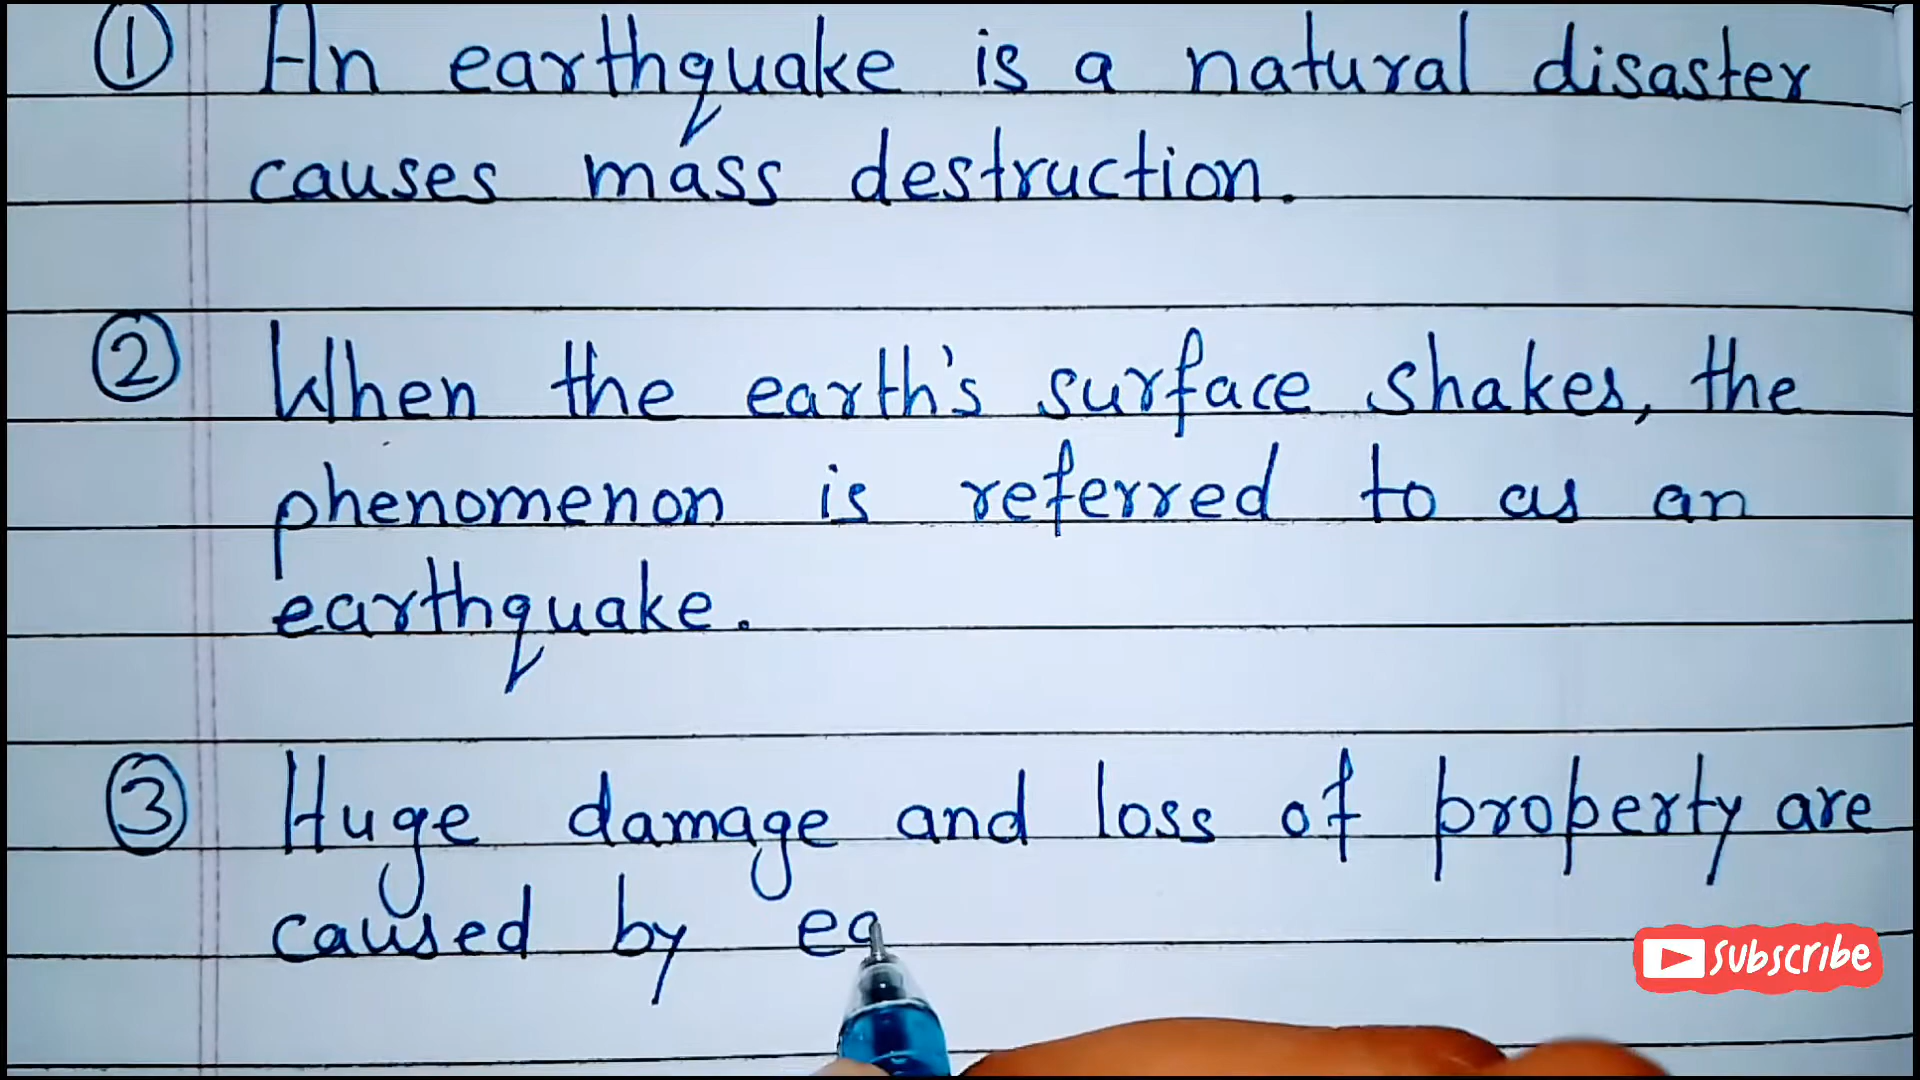 ① An earthquake is a natural disaster
causes mass destruction.
② When the earth's surface shakes, the
phenomenon is referred to as an
earthquake.
③ Huge damage and loss of property are
caused by ea
Subscribe